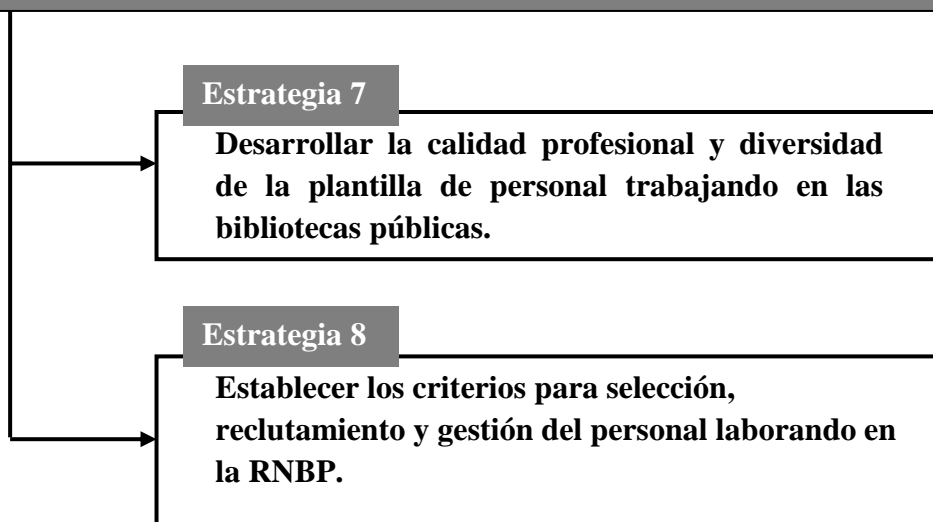 Estrategia 7
Desarrollar la calidad profesional y diversidad
de la plantilla de personal trabajando en las
bibliotecas públicas.
Estrategia 8
Establecer los criterios para selección,
reclutamiento y gestión del personal laborando en
la RNBP.